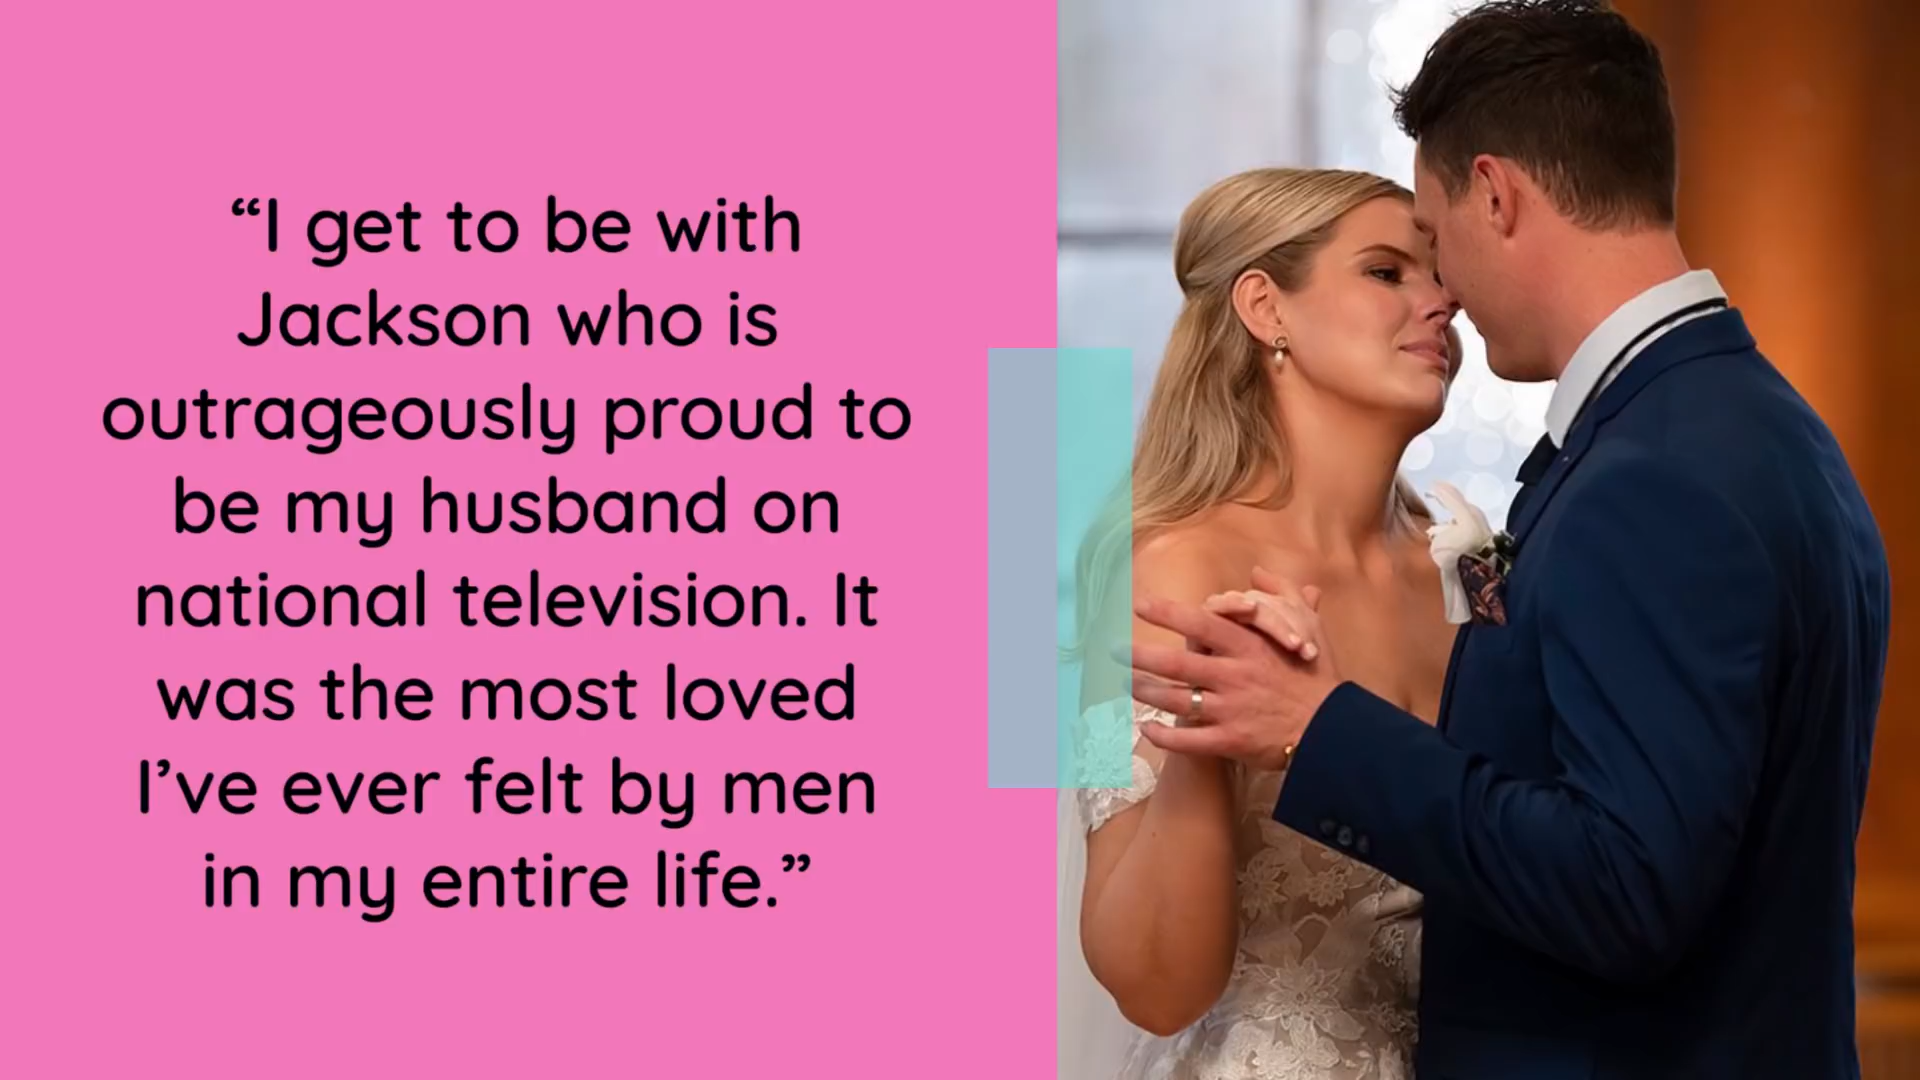 “I get to be with
Jackson who is
outrageously proud to
be my husband on
national television. It
was the most loved
I’ve ever felt by men
in my entire life.”